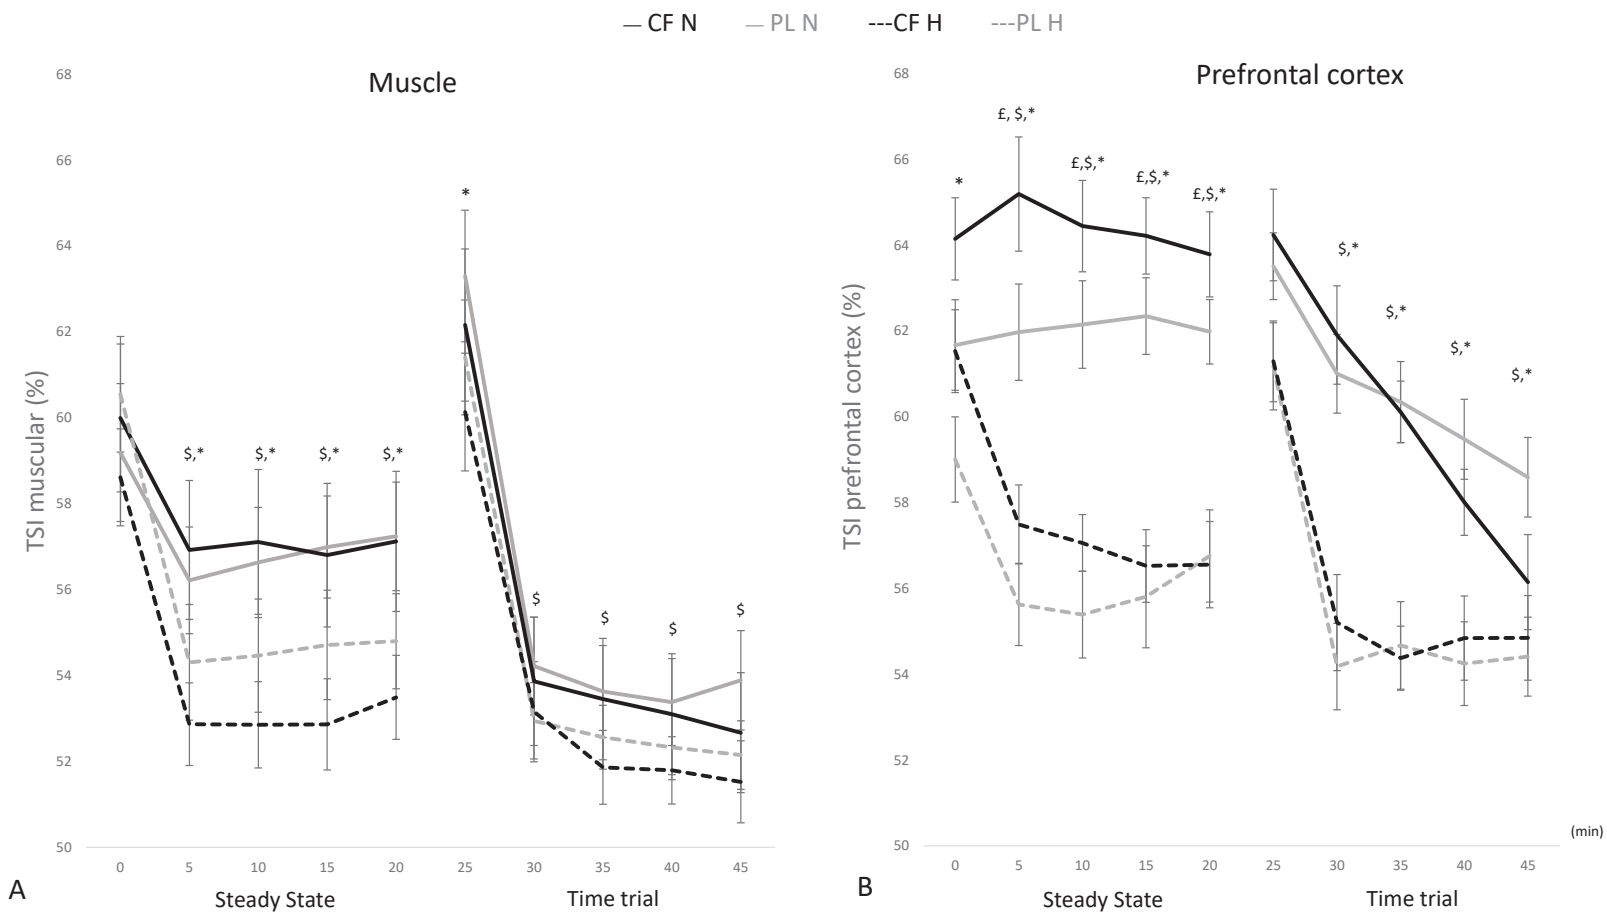 — CF N — PL N ---CF H ---PL H
Muscle
68
66
64
62
60
58
56
54
52
50
TSI muscular (%)
*
$,* $,* $,* $,*
$ $ $ $
0 5 10 15 20 25 30 35 40 45
Steady State Time trial
A
Prefrontal cortex
68
66
64
62
60
58
56
54
52
50
TSI prefrontal cortex (%)
£, $,*
* £,$,* £,$,* £,$,*
$,* $,* $,* $,*
(min)
0 5 10 15 20 25 30 35 40 45
Steady State Time trial
B